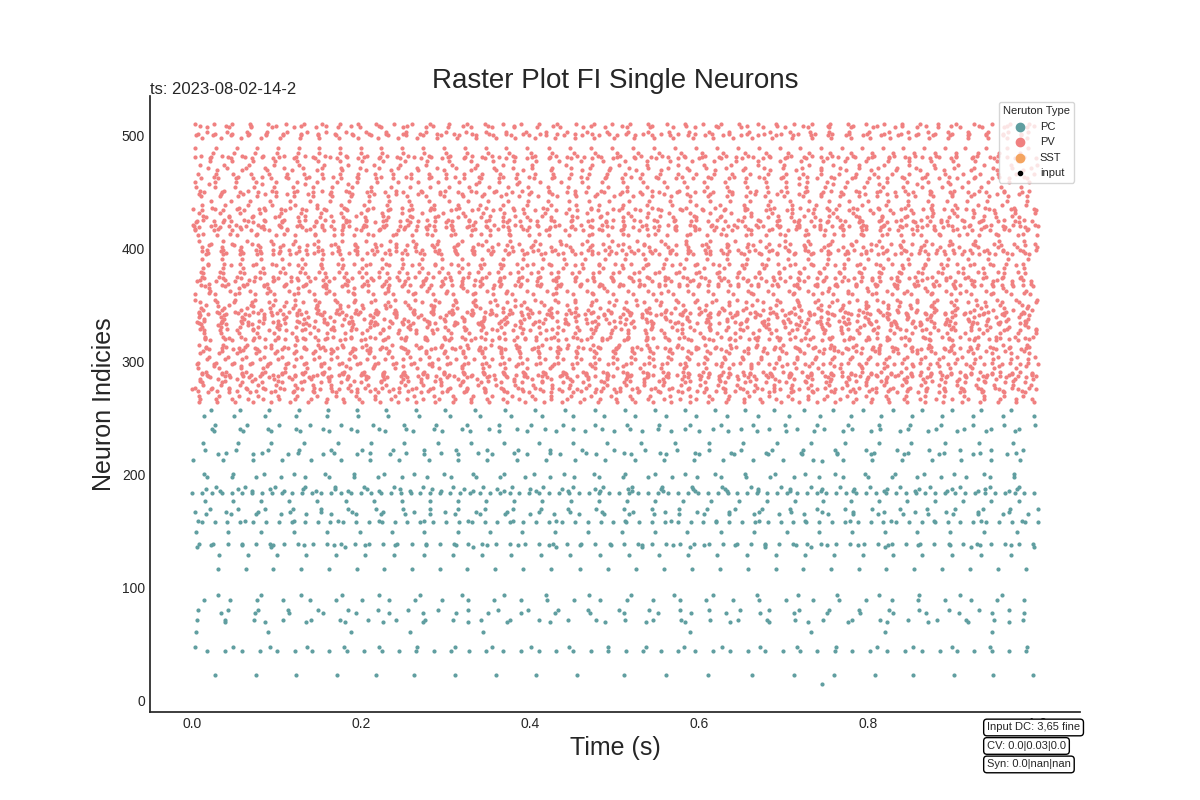 Raster Plot FI Single Neurons
ts: 2023-08-02-14-2
Neruton Type
PC
PV
SST
input
500
400
300
200
100
0
Neuron Indicies
0.0 0.2 0.4 0.6 0.8
Time (s)
Input DC: 3,65 fine
CV: 0.0|0.03|0.0
Syn: 0.0|nan|nan